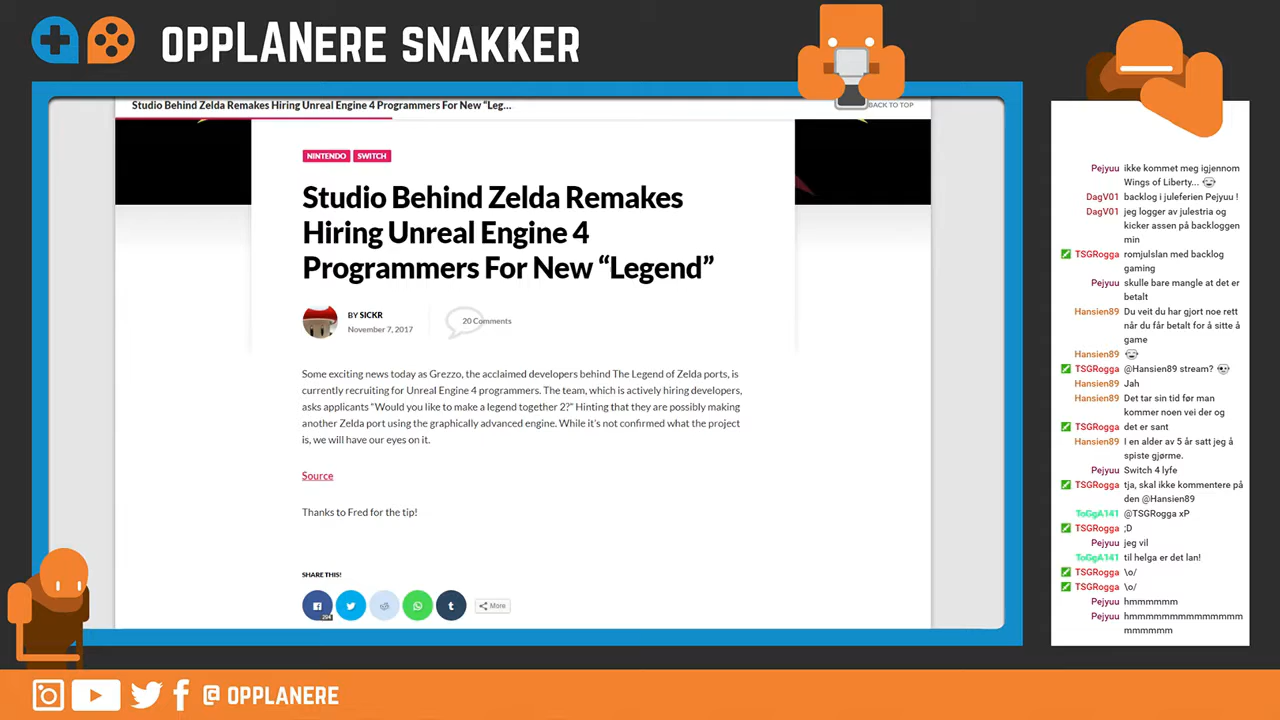 oppLANere snakker
Studio Behind Zelda Remakes Hiring Unreal Engine 4 Programmers For New “Leg...
BACK TO TOP
NINTENDO SWITCH
Studio Behind Zelda Remakes
Hiring Unreal Engine 4
Programmers For New “Legend”
BY SICKR
November 7, 2017
20 Comments
Some exciting news today as Grezzo, the acclaimed developers behind The Legend of Zelda ports, is
currently recruiting for Unreal Engine 4 programmers. The team, which is actively hiring developers,
asks applicants “Would you like to make a legend together 2?” Hinting that they are possibly making
another Zelda port using the graphically advanced engine. While it’s not confirmed what the project
is, we will have our eyes on it.
Source
Thanks to Fred for the tip!
SHARE THIS!
More
Pejyuu ikke kommet meg igjennom
Wings of Liberty...
DagV01 backlog i juleferien Pejyuu !
DagV01 jeg logger av julestria og
kicker assen på backloggen
min
TSGRogga romjulslan med backlog
gaming
Pejyuu skulle bare mangle at det er
betalt
Hansien89 Du veit du har gjort noe rett
når du får betalt for å sitte å
game
Hansien89
TSGRogga @Hansien89 stream?
Hansien89 Jah
Hansien89 Det tar sin tid før man
kommer noen vei der og
TSGRogga det er sant
Hansien89 I en alder av 5 år satt jeg å
spiste gjørme.
Pejyuu Switch 4 lyfe
TSGRogga tja, skal ikke kommentere på
den @Hansien89
ToGgA141 @TSGRogga xP
TSGRogga ;D
Pejyuu jeg vil
ToGgA141 til helga er det lan!
TSGRogga \o/
TSGRogga \o/
Pejyuu hmmmmmm
Pejyuu hmmmmmmmmmmmmmmm
mmmmmm
@ OPPLANERE